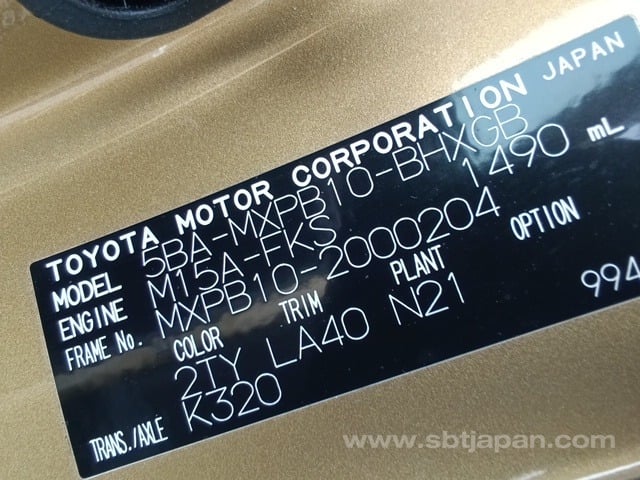 TOYOTA MOTOR CORPORATION JAPAN
MODEL 5BA-MXPB10-BHXGB
ENGINE M15A-FKS 1490 mL
FRAME No. MXPB10-2000204
COLOR TRIM PLANT OPTION
2TY LA40 N21 994
TRANS./AXLE K320
www.sbtjapan.com